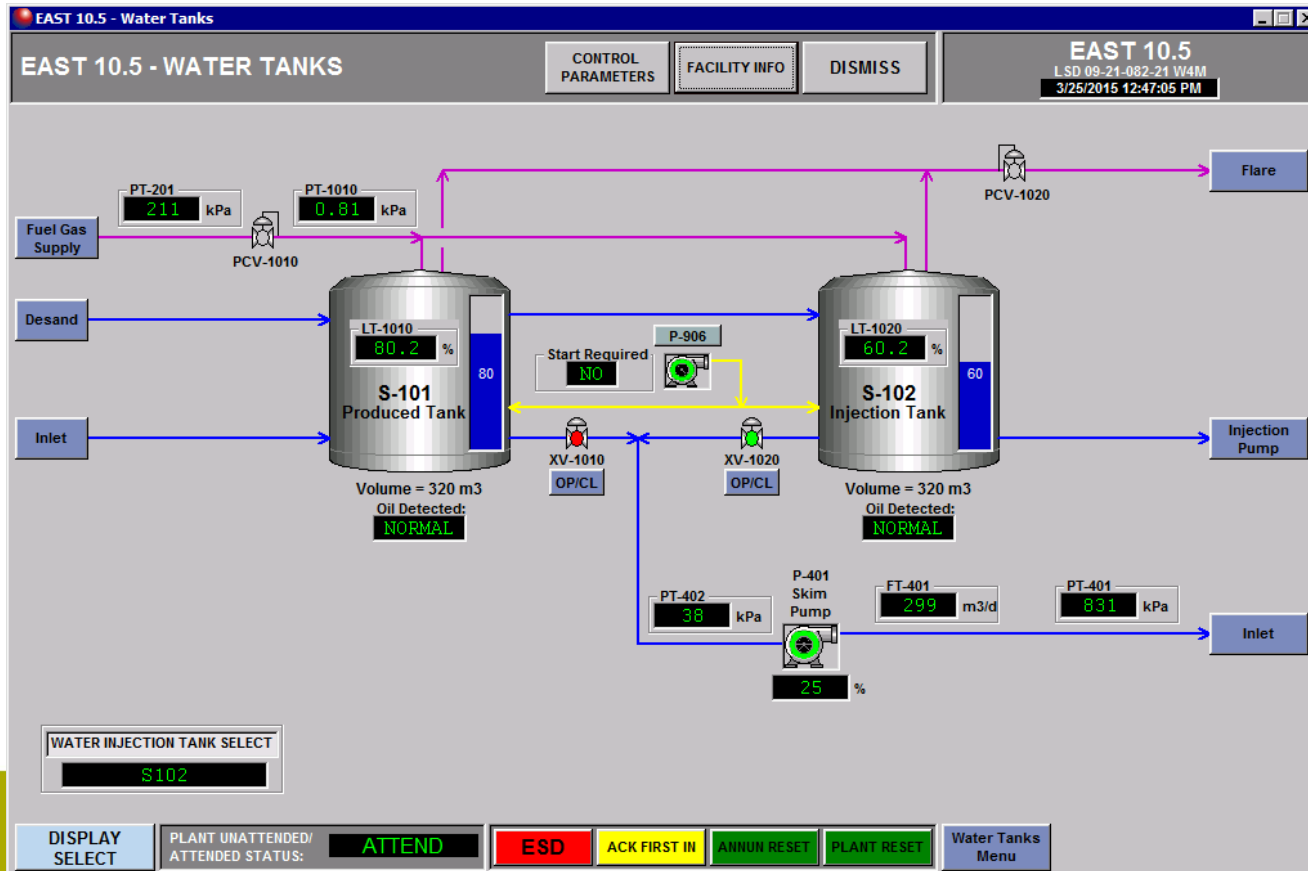 EAST 10.5 - Water Tanks
EAST 10.5 - WATER TANKS
CONTROL
PARAMETERS
FACILITY INFO
DISMISS
EAST 10.5
LSD 09-21-082-21 W4M
3/25/2015 12:47:05 PM
PT-201
211 kPa
PT-1010
0.81 kPa
PCV-1020
Flare
Fuel Gas
Supply
PCV-1010
Desand
LT-1010
80.2 %
80
S-101
Produced Tank
P-906
Start Required
NO
LT-1020
60.2 %
60
S-102
Injection Tank
Inlet
XV-1010
OP/CL
XV-1020
OP/CL
Injection
Pump
Volume = 320 m3
Oil Detected:
NORMAL
Volume = 320 m3
Oil Detected:
NORMAL
PT-402
38 kPa
P-401
Skim
Pump
25 %
FT-401
299 m3/d
PT-401
831 kPa
Inlet
WATER INJECTION TANK SELECT
S102
DISPLAY
SELECT
PLANT UNATTENDED/
ATTENDED STATUS:
ATTEND
ESD
ACK FIRST IN
ANNUN RESET
PLANT RESET
Water Tanks
Menu